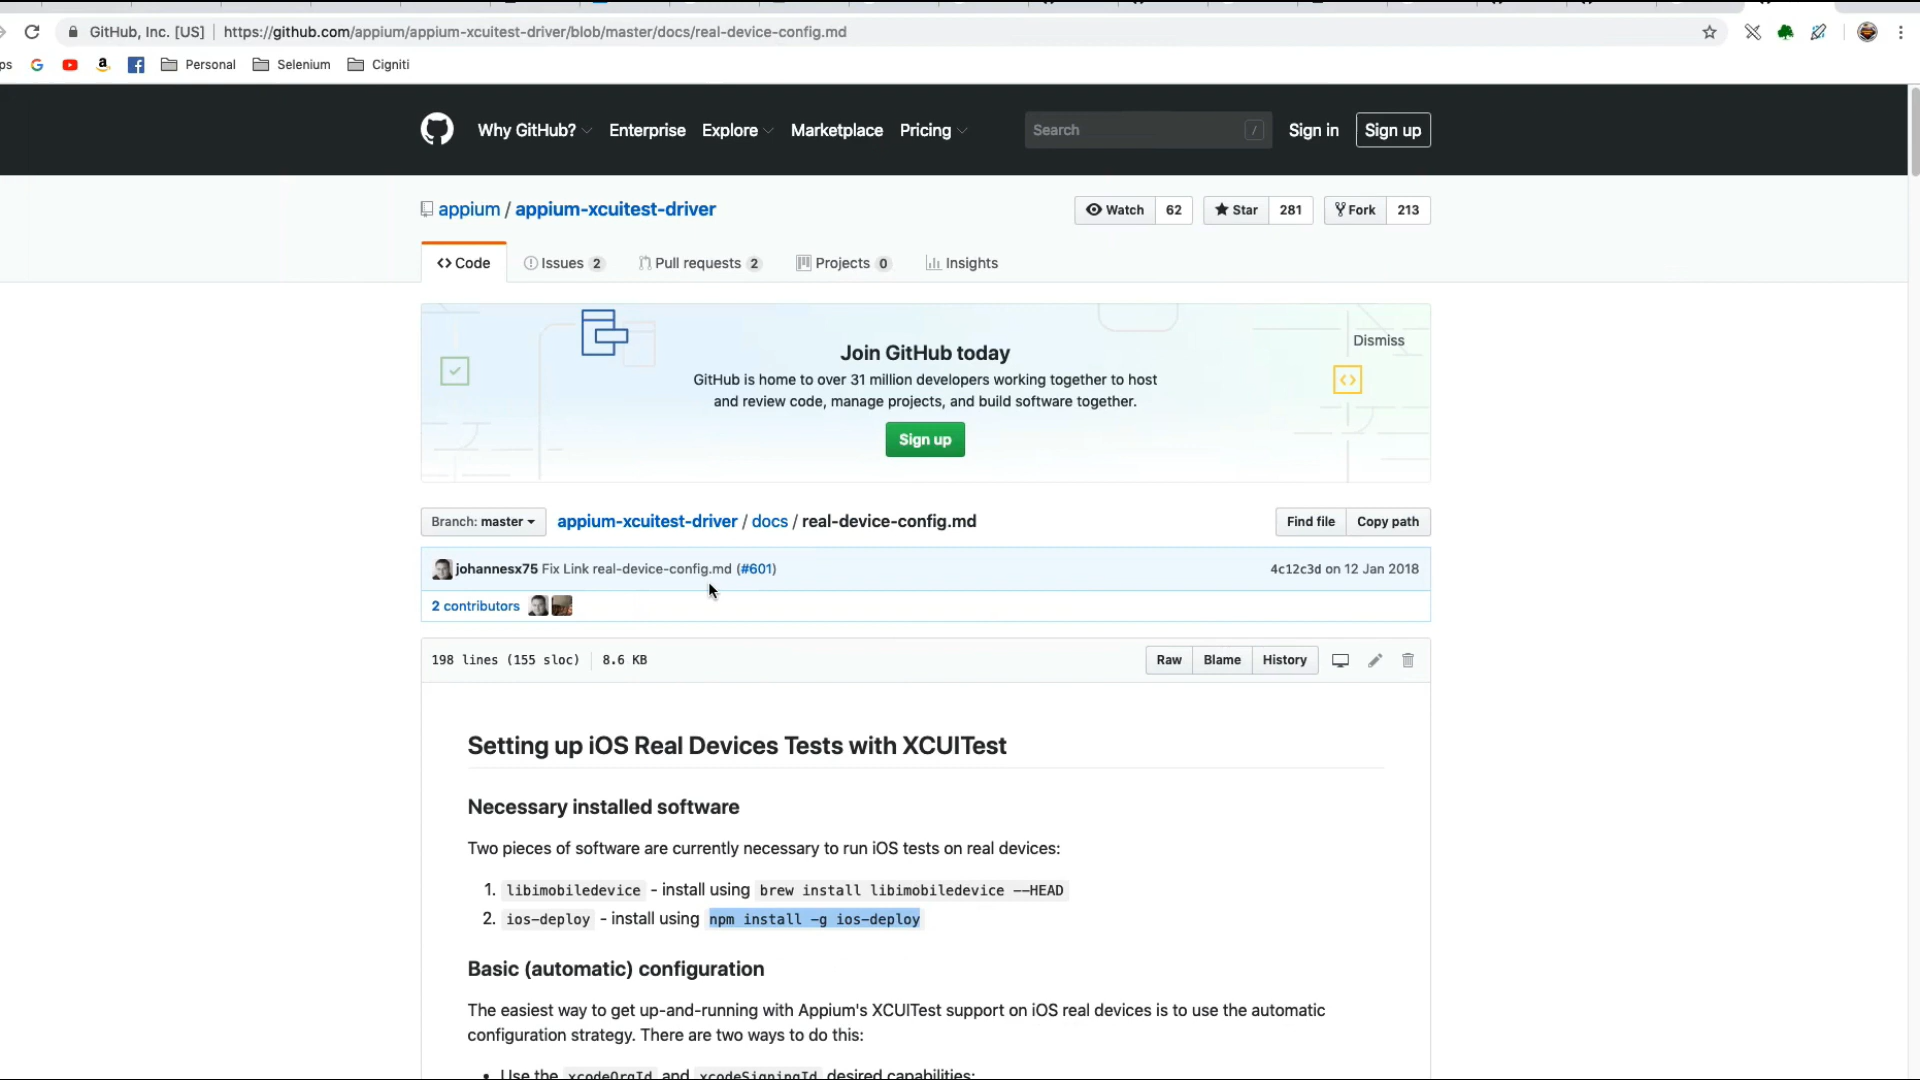 GitHub, Inc. [US] | https://github.com/appium/appium-xcuitest-driver/blob/master/docs/real-device-config.md
ps Personal Selenium Cigniti
Why GitHub? Enterprise Explore Marketplace Pricing Search / Sign in Sign up
appium / appium-xcuitest-driver Watch 62 Star 281 Fork 213
<> Code Issues 2 Pull requests 2 Projects 0 Insights
Dismiss
Join GitHub today
GitHub is home to over 31 million developers working together to host
and review code, manage projects, and build software together.
Sign up
Branch: master appium-xcuitest-driver / docs / real-device-config.md Find file Copy path
johannesx75 Fix Link real-device-config.md (#601) 4c12c3d on 12 Jan 2018
2 contributors
198 lines (155 sloc) | 8.6 KB Raw Blame History
Setting up iOS Real Devices Tests with XCUITest
Necessary installed software
Two pieces of software are currently necessary to run iOS tests on real devices:
1. libimobiledevice - install using brew install libimobiledevice --HEAD
2. ios-deploy - install using npm install -g ios-deploy
Basic (automatic) configuration
The easiest way to get up-and-running with Appium's XCUITest support on iOS real devices is to use the automatic
configuration strategy. There are two ways to do this:
• Use the xcodeOrgId and xcodeSigningId desired capabilities: